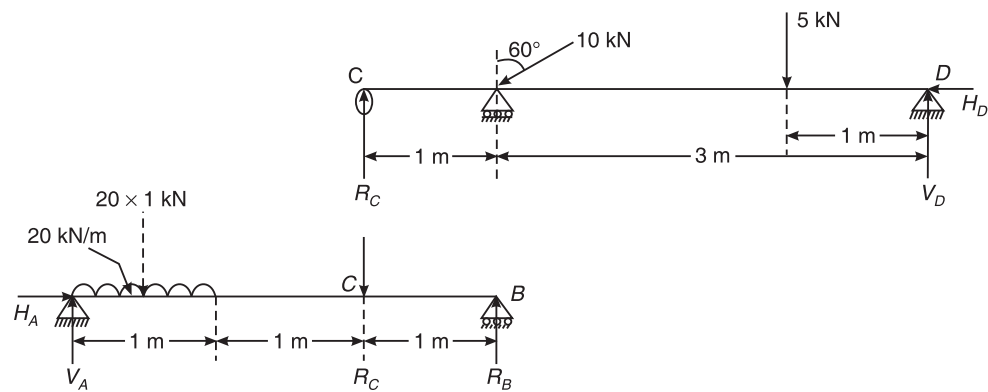 5 kN
60°
10 kN
C
D
H_D
1 m
1 m
3 m
R_C
V_D
20 × 1 kN
20 kN/m
C
B
H_A
1 m
1 m
1 m
V_A
R_C
R_B